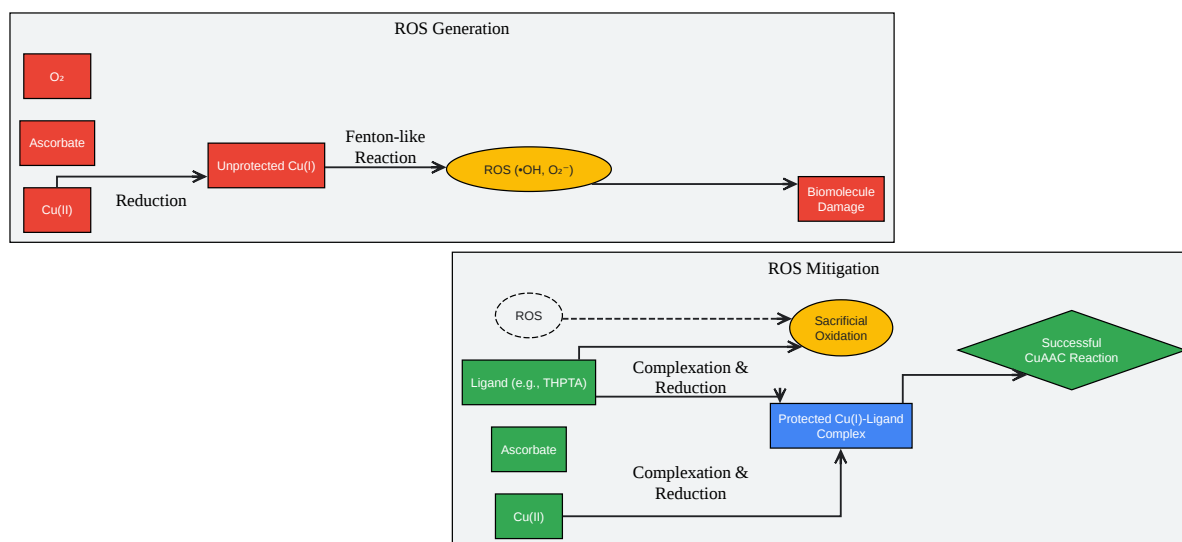 ROS Generation
O₂
Ascorbate
Cu(II)
Reduction
Unprotected Cu(I)
Fenton-like
Reaction
ROS (•OH, O₂⁻)
Biomolecule
Damage
ROS Mitigation
ROS
Sacrificial
Oxidation
Ligand (e.g., THPTA)
Complexation &
Reduction
Successful
CuAAC Reaction
Protected Cu(I)-Ligand
Complex
Ascorbate
Complexation &
Reduction
Cu(II)